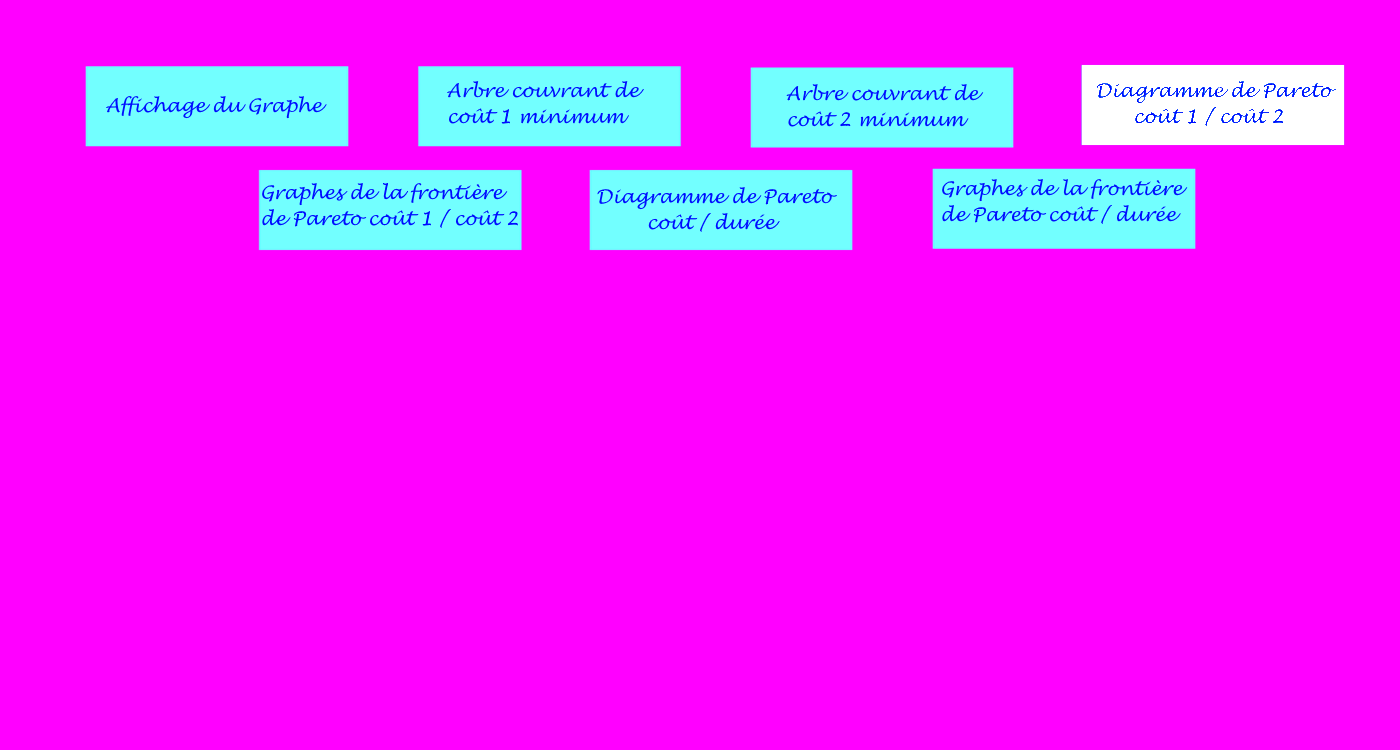 Affichage du Graphe
Arbre couvrant de
coût 1 minimum
Arbre couvrant de
coût 2 minimum
Diagramme de Pareto
coût 1 / coût 2
Graphes de la frontière
de Pareto coût 1 / coût 2
Diagramme de Pareto
coût / durée
Graphes de la frontière
de Pareto coût / durée